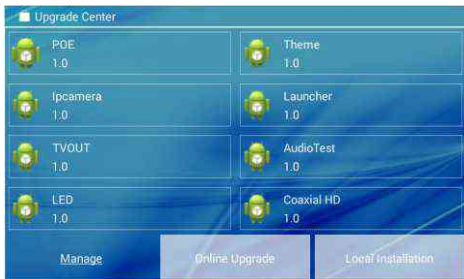 Upgrade Center
POE
1.0
Theme
1.0
Ipcamera
1.0
Launcher
1.0
TVOUT
1.0
AudioTest
1.0
LED
1.0
Coaxial HD
1.0
Manage
Online Upgrade
Local Installation